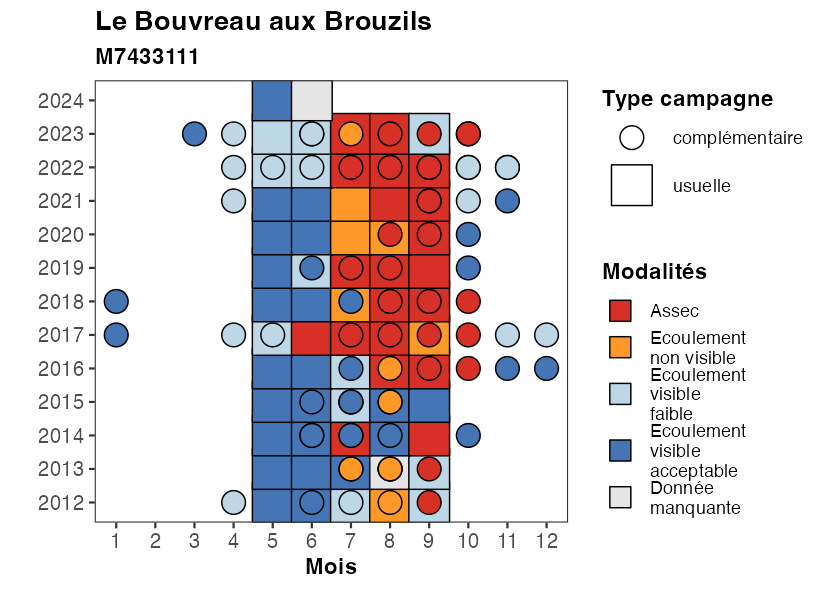 Le Bouvreau aux Brouzils
M7433111
2024
2023
2022
2021
2020
2019
2018
2017
2016
2015
2014
2013
2012
1 2 3 4 5 6 7 8 9 10 11 12
Mois
Type campagne
complémentaire
usuelle
Modalités
Assec
Ecoulement
non visible
Ecoulement
visible
faible
Ecoulement
visible
acceptable
Donnée
manquante